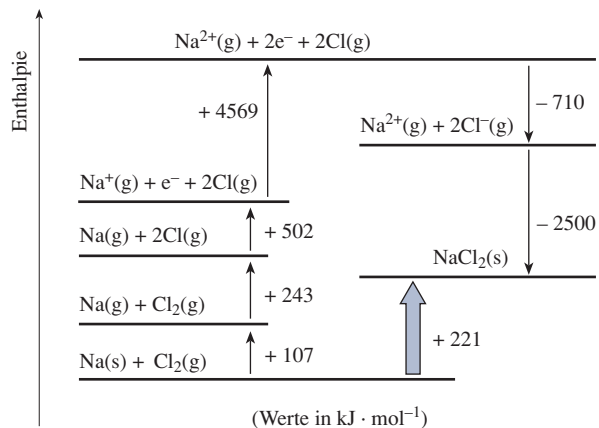 Enthalpie
Na²⁺(g) + 2e⁻ + 2Cl(g)
+ 4569
– 710
Na²⁺(g) + 2Cl⁻(g)
Na⁺(g) + e⁻ + 2Cl(g)
+ 502
– 2500
Na(g) + 2Cl(g)
NaCl₂(s)
+ 243
Na(g) + Cl₂(g)
+ 221
Na(s) + Cl₂(g)
+ 107
(Werte in kJ · mol⁻¹)